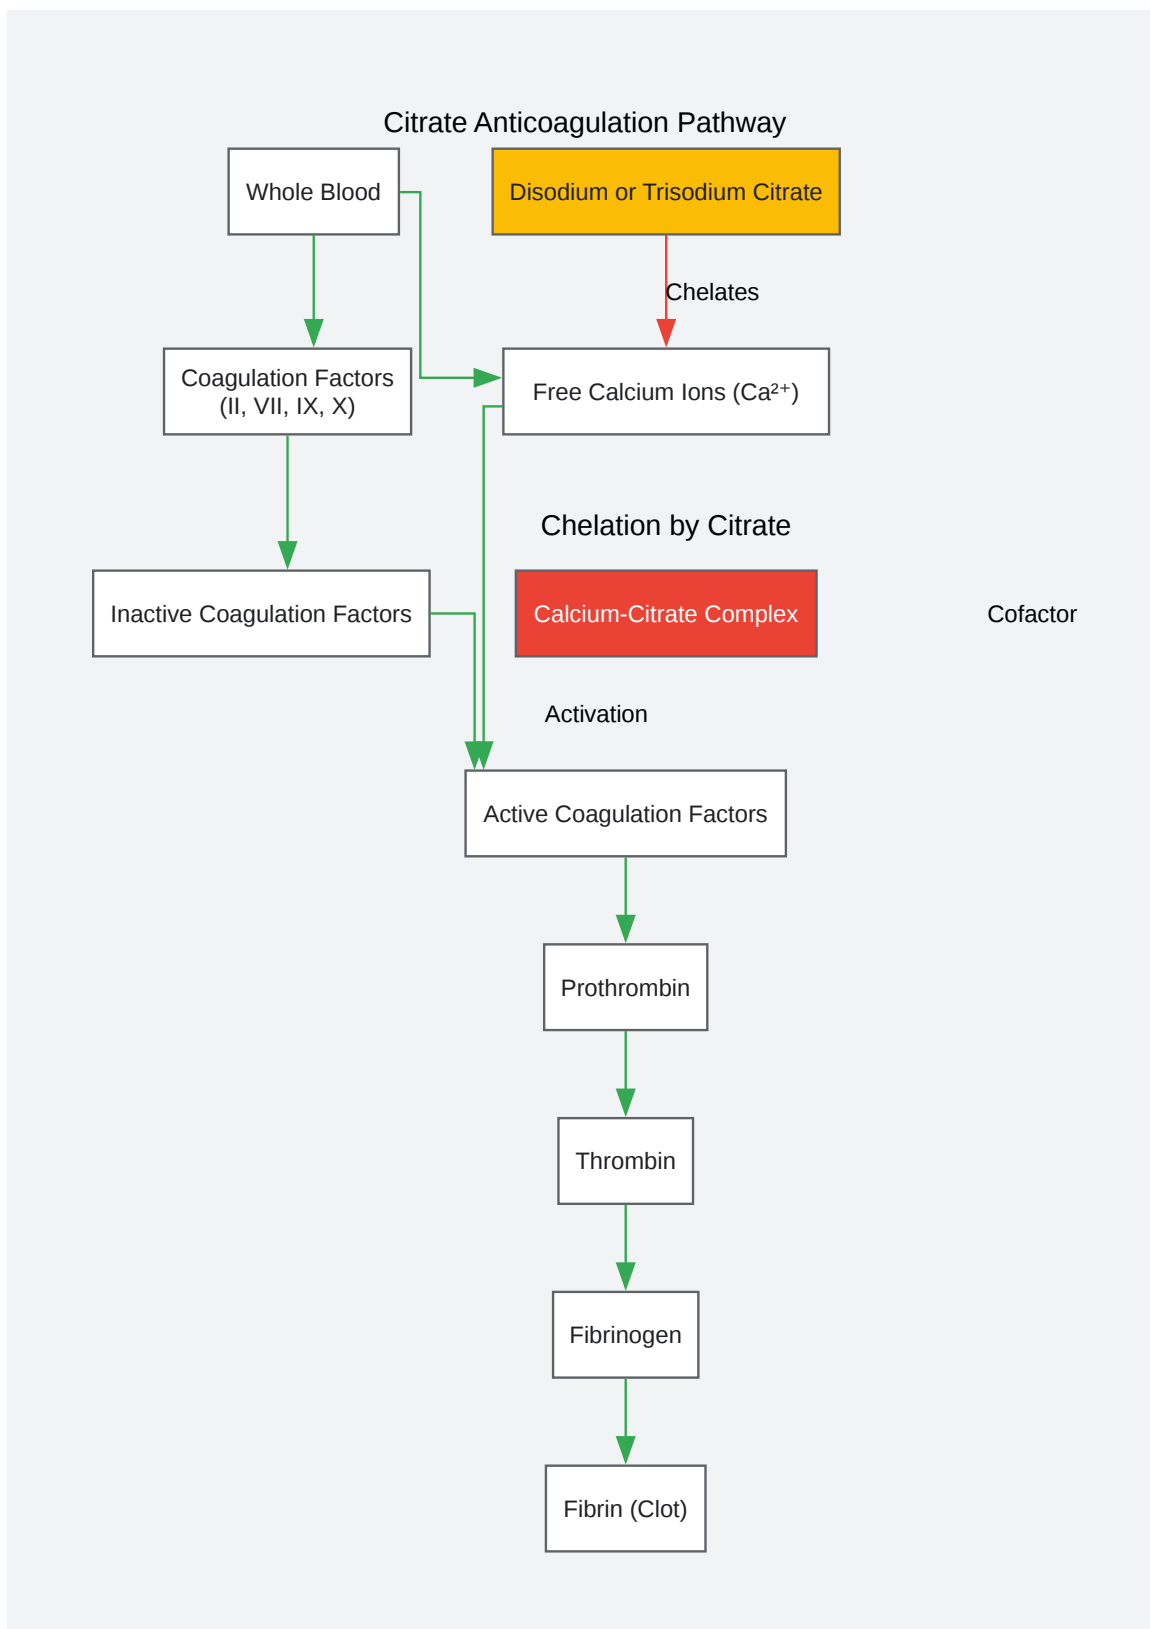 Citrate Anticoagulation Pathway
Whole Blood
Disodium or Trisodium Citrate
Chelates
Coagulation Factors
(II, VII, IX, X)
Free Calcium Ions (Ca²⁺)
Chelation by Citrate
Inactive Coagulation Factors
Calcium-Citrate Complex
Cofactor
Activation
Active Coagulation Factors
Prothrombin
Thrombin
Fibrinogen
Fibrin (Clot)